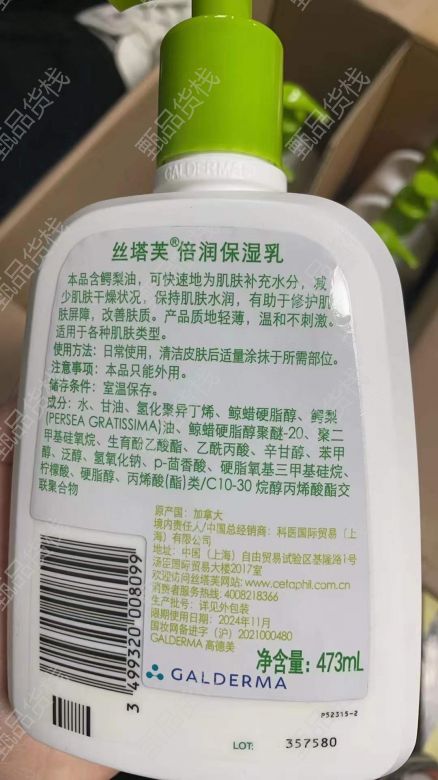 GALDERMA
丝塔芙®倍润保湿乳
本品含鳄梨油，可快速地为肌肤补充水分，减
少肌肤干燥状况，保持肌肤水润，有助于修护肌
肤屏障，改善肤质。产品质地轻薄，温和不刺激。
适用于各种肌肤类型。
使用方法：日常使用，清洁皮肤后适量涂抹于所需部位。
注意事项：本品只能外用。
储存条件：室温保存。
成分：水、甘油、氢化聚异丁烯、鲸蜡硬脂醇、鳄梨
(PERSEA GRATISSIMA)油、鲸蜡硬脂醇聚醚-20、聚二
甲基硅氧烷、生育酚乙酸酯、乙酰丙酸、辛甘醇、苯甲
醇、泛醇、氢氧化钠、p-茴香酸、硬脂氧基三甲基硅烷、
柠檬酸、硬脂醇、丙烯酸(酯)类/C10-30 烷醇丙烯酸酯交
联聚合物
原产国：加拿大
境内责任人/中国总经销商：科医国际贸易（上
海）有限公司
地址：中国（上海）自由贸易试验区基隆路1号
汤臣国际贸易大楼2017室
欢迎访问丝塔芙网站: www.cetaphil.com.cn
消费者服务热线: 4008218366
生产批号：详见外包装
限期使用日期: 2024年11月
国妆网备进字（沪）2021000480
GALDERMA 高德美
净含量: 473mL
GALDERMA
3 499320 008099
P52315-2
LOT: 357580
甄品货栈